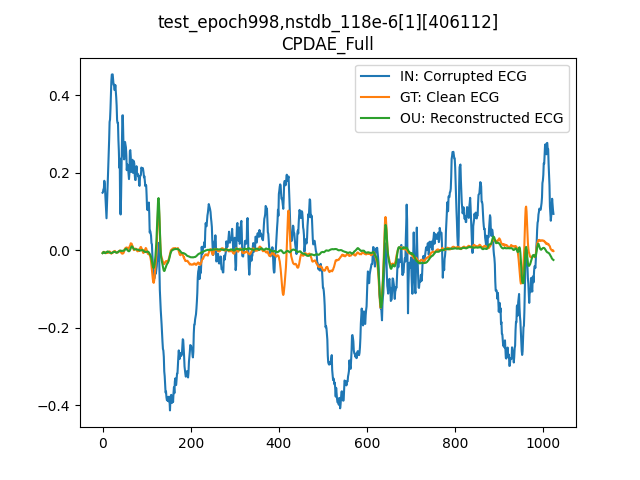 test_epoch998,nstdb_118e-6[1][406112]
CPDAE_Full
IN: Corrupted ECG
GT: Clean ECG
OU: Reconstructed ECG
0.4
0.2
0.0
−0.2
−0.4
0 200 400 600 800 1000